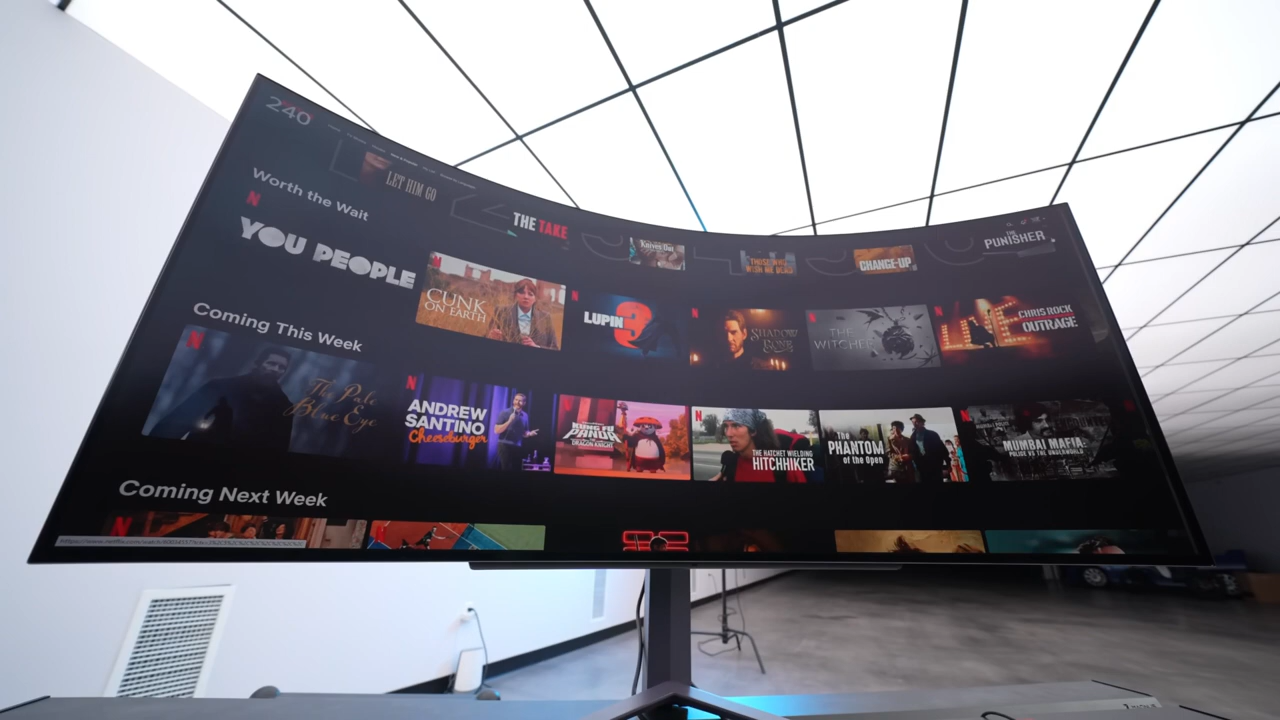 240
LET HIM GO
THE TAKE
Knives Out
THOSE WHO
WISH ME DEAD
CHANGE-UP
THE
PUNISHER
Worth the Wait
N
YOU PEOPLE
N
CUNK
ON EARTH
N
LUPIN
3
N
SHADOW
BONE
N
THE
WITCHER
N
LIVE
CHRIS ROCK
OUTRAGE
Coming This Week
N
The Pale
Blue Eye
N
ANDREW
SANTINO
Cheeseburger
N
KUNG FU
PANDA
DRAGON KNIGHT
N
THE HATCHET WIELDING
HITCHHIKER
The
PHANTOM
of the Open
N
MUMBAI MAFIA:
POLICE VS THE UNDERWORLD
Coming Next Week
N